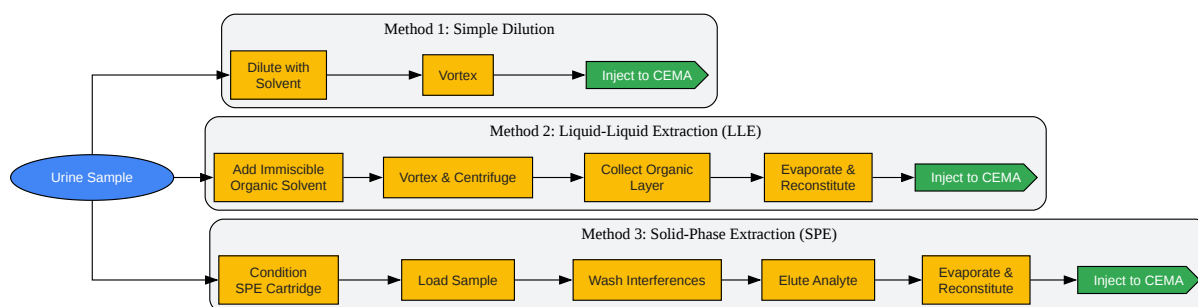 Method 1: Simple Dilution
Dilute with
Solvent
Vortex
Inject to CEMA
Urine Sample
Method 2: Liquid-Liquid Extraction (LLE)
Add Immiscible
Organic Solvent
Vortex & Centrifuge
Collect Organic
Layer
Evaporate &
Reconstitute
Inject to CEMA
Method 3: Solid-Phase Extraction (SPE)
Condition
SPE Cartridge
Load Sample
Wash Interferences
Elute Analyte
Evaporate &
Reconstitute
Inject to CEMA